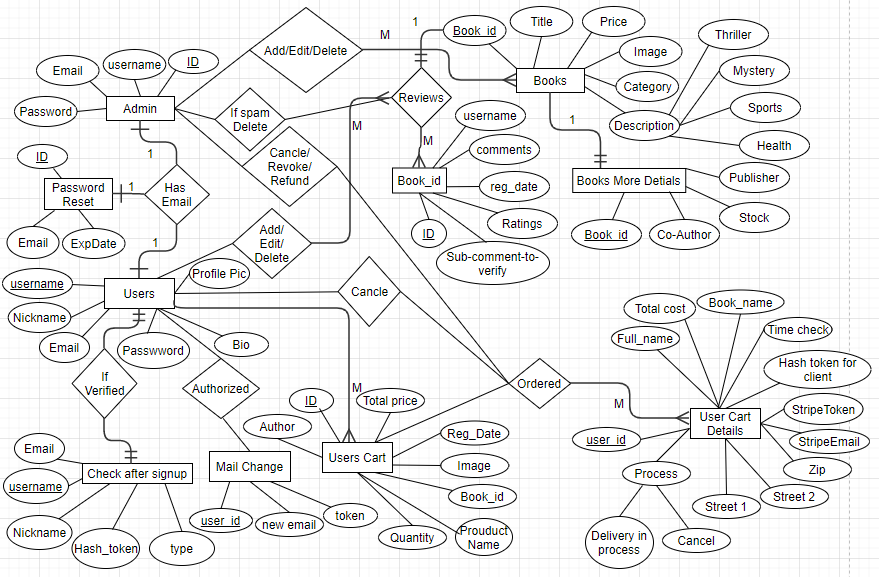 1
Book_id
Title
Price
M
Add/Edit/Delete
Thriller
Image
username
ID
Email
Mystery
Books
Category
Reviews
Admin
Password
If spam
Delete
Sports
username
1
Description
M
M
Health
1
comments
Cancle/
Revoke/
Refund
ID
Password
Reset
1
Has
Email
Book_id
reg_date
Books More Detials
Publisher
Ratings
Stock
Email
ExpDate
1
Add/
Edit/
Delete
ID
Book_id
Co-Author
Sub-comment-to-
verify
Profile Pic
username
Users
Cancle
Nickname
Total cost
Book_name
Time check
Full_name
Email
Passwword
Bio
Hash token for
client
If
Verified
Authorized
M
Ordered
M
ID
Total price
StripeToken
User Cart
Details
Author
Reg_Date
user_id
StripeEmail
Email
Users Cart
Image
Mail Change
Check after signup
Process
Zip
username
Book_id
Street 2
Street 1
user_id
new email
token
Nickname
Hash_token
type
Quantity
Prouduct
Name
Delivery in
process
Cancel